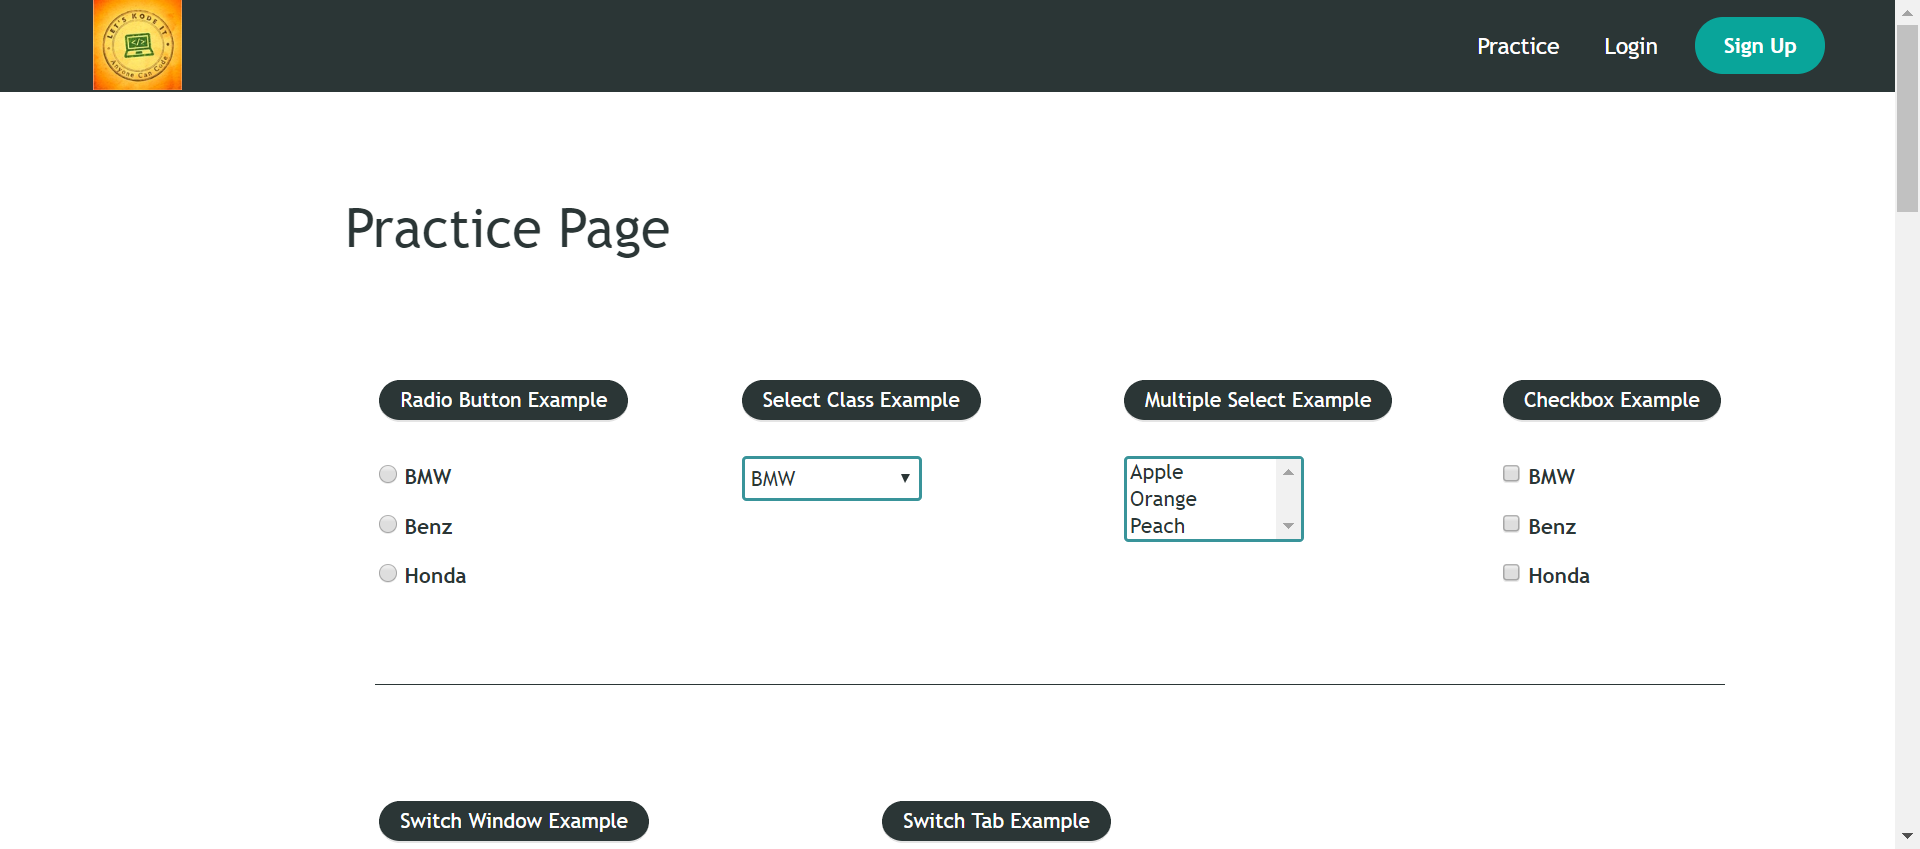 LET'S KODE IT
</>
Anyone Can Code
Practice
Login
Sign Up
Practice Page
Radio Button Example
Select Class Example
Multiple Select Example
Checkbox Example
BMW
Benz
Honda
BMW
Apple
Orange
Peach
BMW
Benz
Honda
Switch Window Example
Switch Tab Example